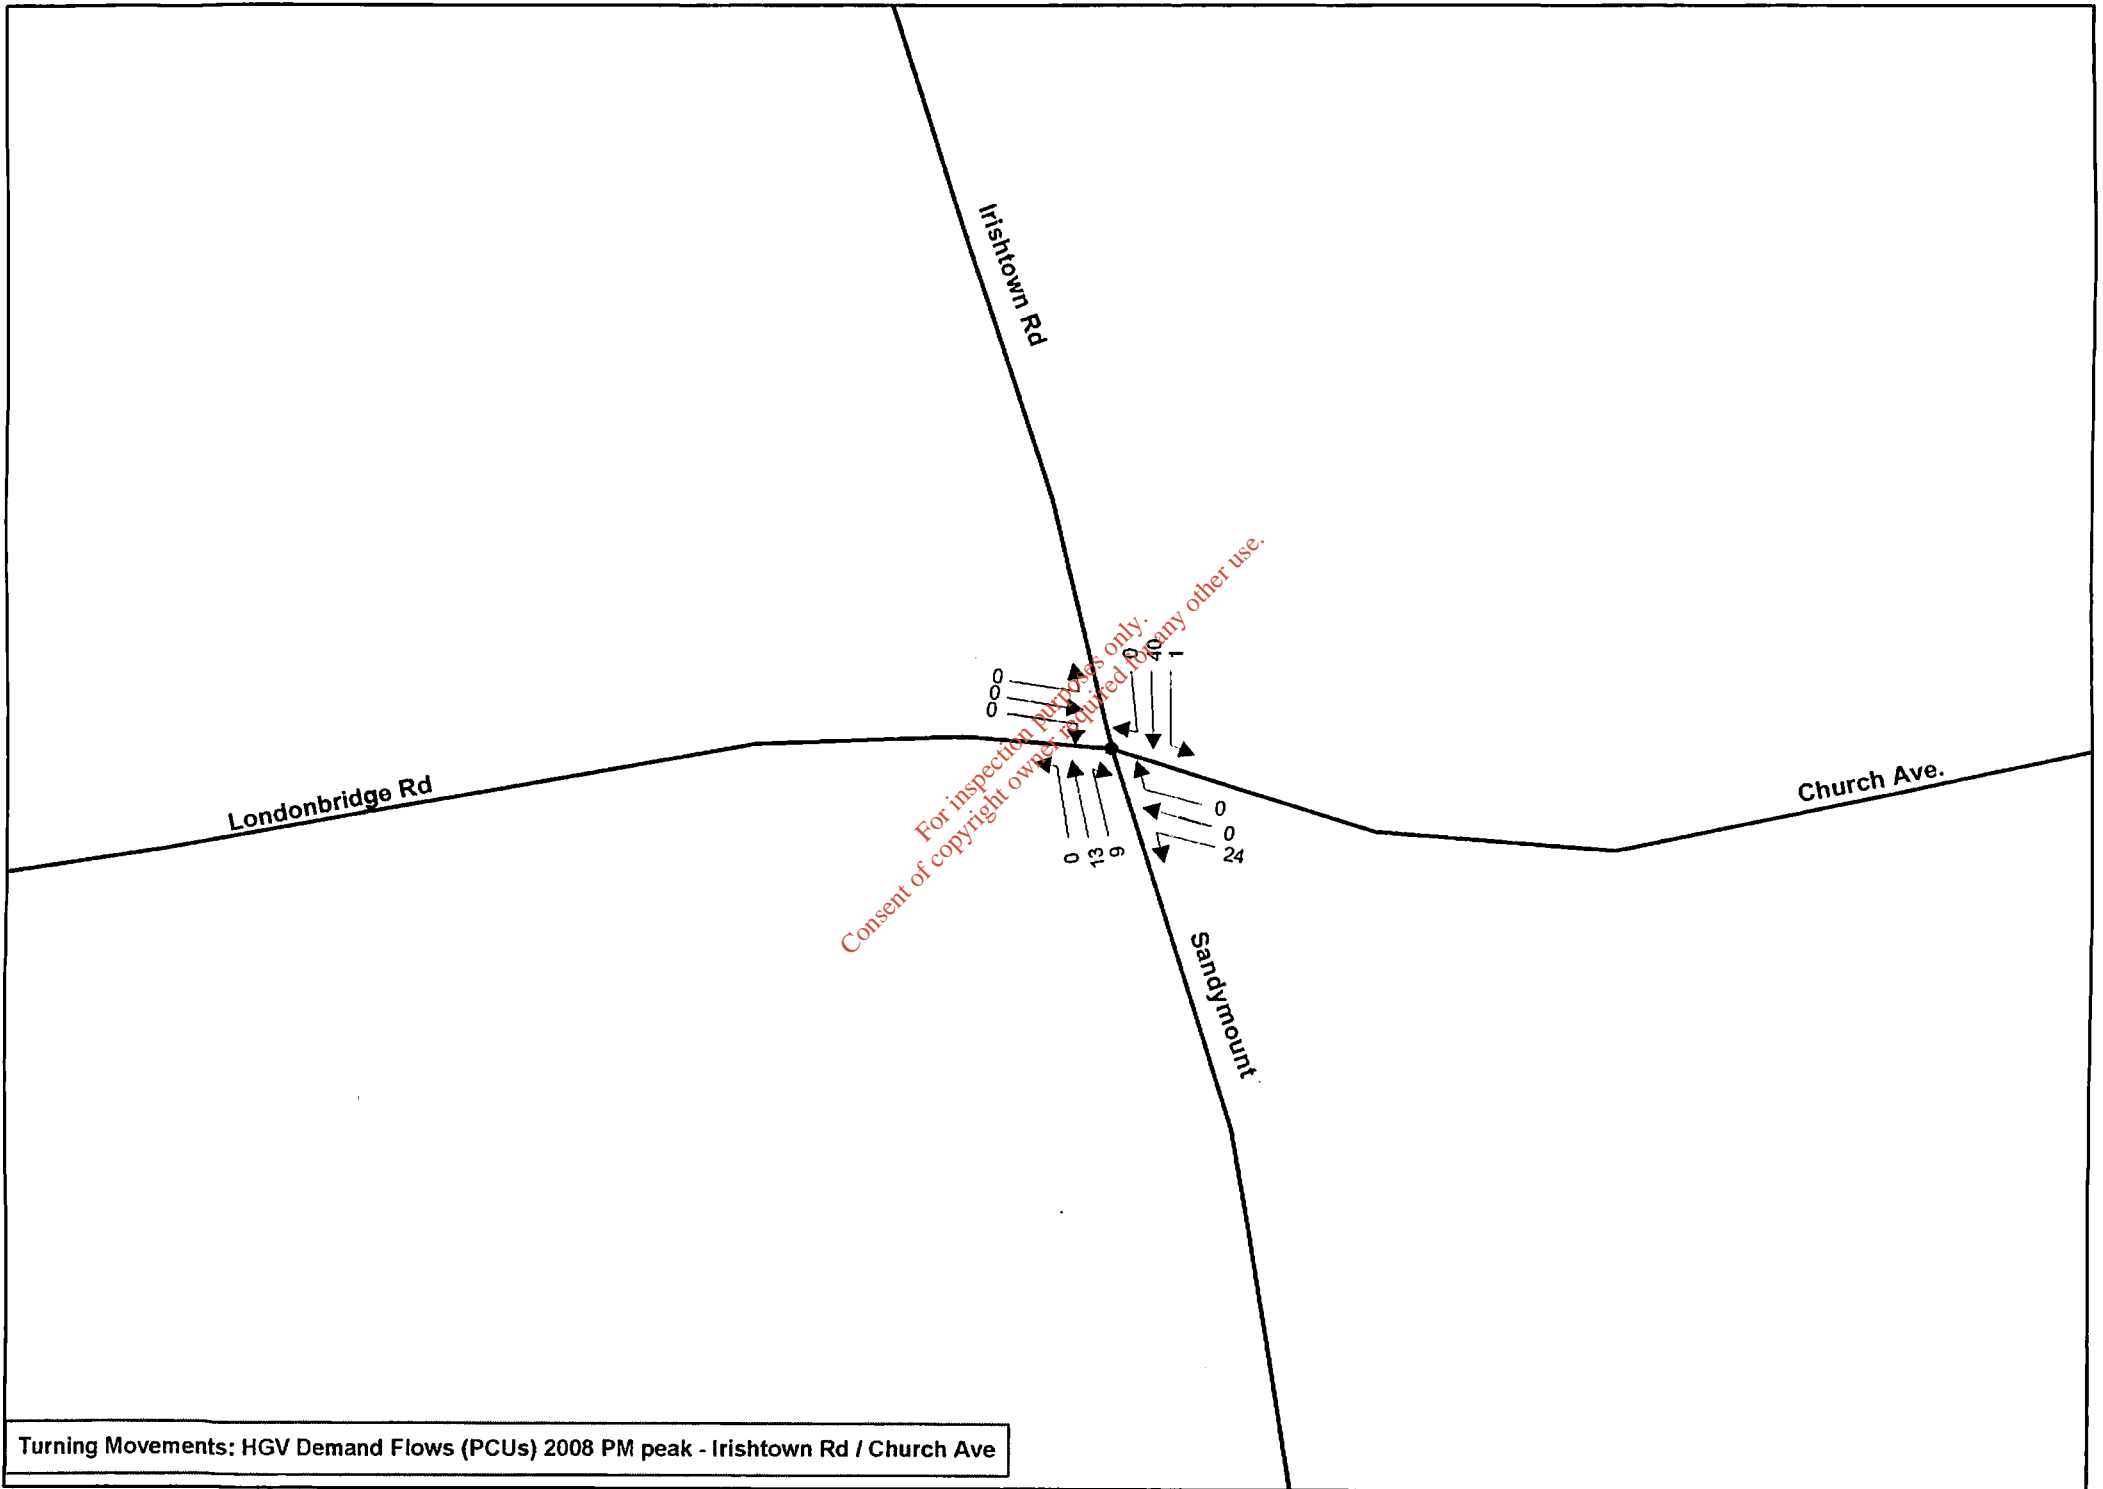 Irishtown Rd
For inspection purposes only.
Consent of copyright owner required for any other use.
0
40
1
0
0
0
Londonbridge Rd
Church Ave.
0
13
9
0
0
24
Sandymount
Turning Movements: HGV Demand Flows (PCUs) 2008 PM peak - Irishtown Rd / Church Ave